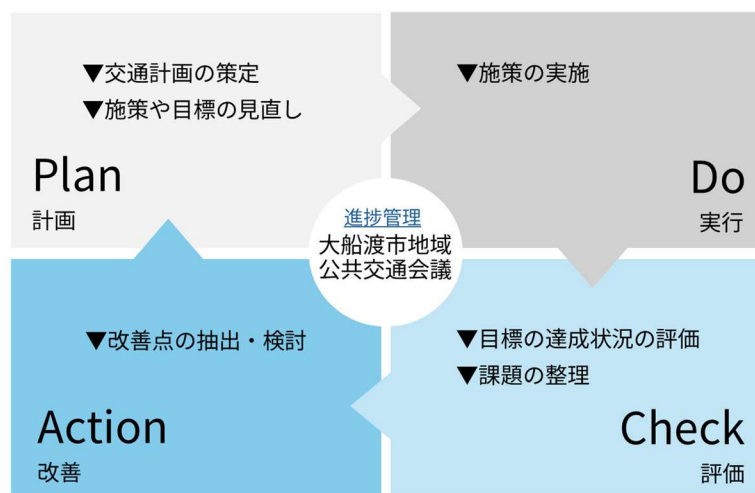 ▼交通計画の策定
▼施策や目標の見直し
Plan
計画
▼施策の実施
Do
実行
進捗管理
大船渡市地域
公共交通会議
▼改善点の抽出・検討
Action
改善
▼目標の達成状況の評価
▼課題の整理
Check
評価